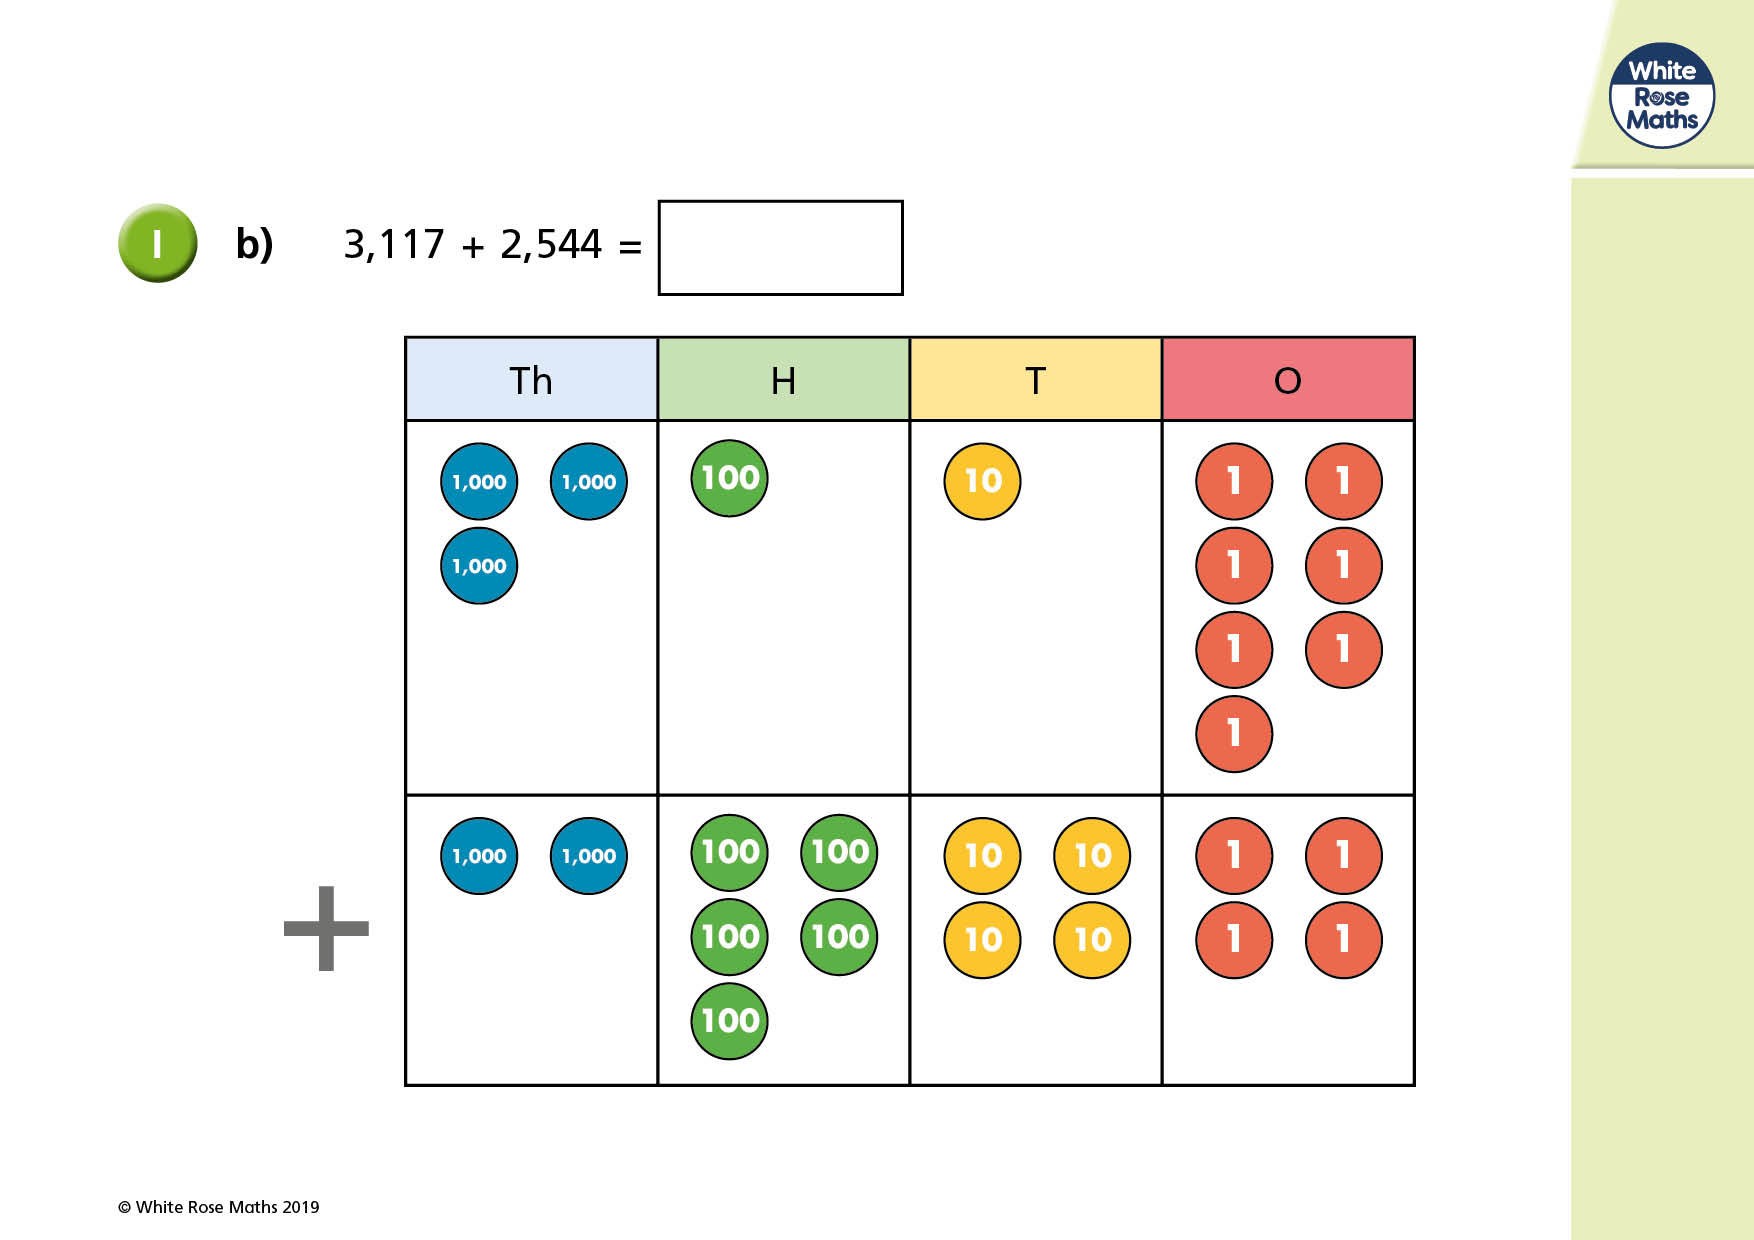 White
Rose
Maths
1 b) 3,117 + 2,544 =
Th H T O
1,000 1,000 100 10 1 1
1,000 1 1
1 1
1
+
1,000 1,000 100 100 10 10 1 1
100 100 10 10 1 1
100
© White Rose Maths 2019